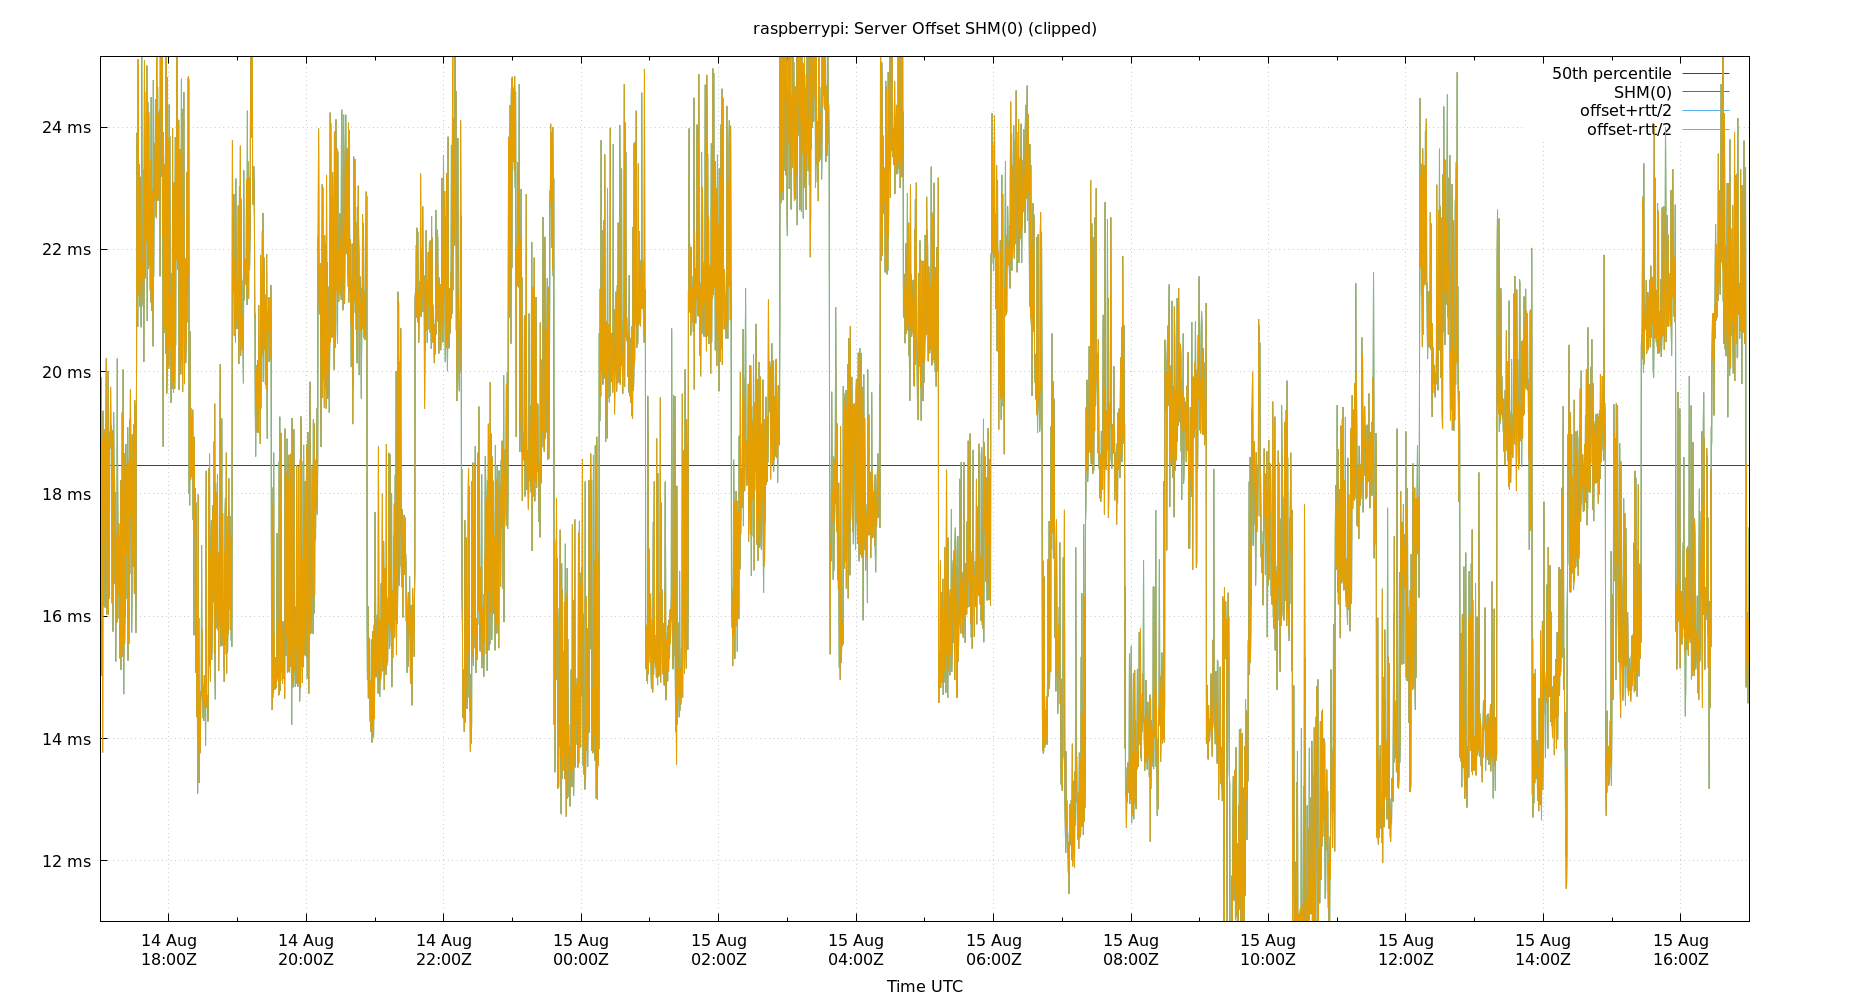 raspberrypi: Server Offset SHM(0) (clipped)
50th percentile
SHM(0)
offset+rtt/2
offset-rtt/2
24 ms
22 ms
20 ms
18 ms
16 ms
14 ms
12 ms
14 Aug 14 Aug 14 Aug 15 Aug 15 Aug 15 Aug 15 Aug 15 Aug 15 Aug 15 Aug 15 Aug 15 Aug
18:00Z 20:00Z 22:00Z 00:00Z 02:00Z 04:00Z 06:00Z 08:00Z 10:00Z 12:00Z 14:00Z 16:00Z
Time UTC